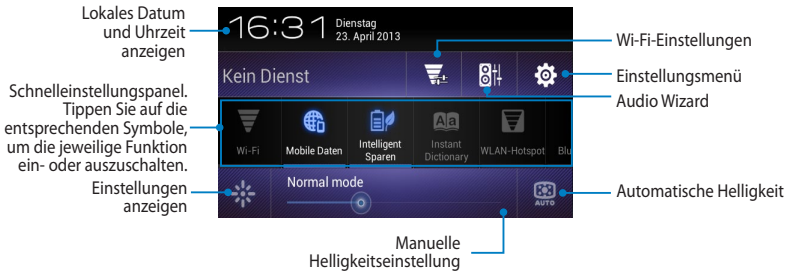 Lokales Datum
und Uhrzeit
anzeigen
16:31
Dienstag
23. April 2013
Wi-Fi-Einstellungen
Kein Dienst
Einstellungsmenü
Audio Wizard
Schnelleinstellungspanel.
Tippen Sie auf die
entsprechenden Symbole,
um die jeweilige Funktion
ein- oder auszuschalten.
Aa
Wi-Fi
Mobile Daten
Intelligent
Sparen
Instant
Dictionary
WLAN-Hotspot
Blu
Einstellungen
anzeigen
Normal mode
AUTO
Automatische Helligkeit
Manuelle
Helligkeitseinstellung